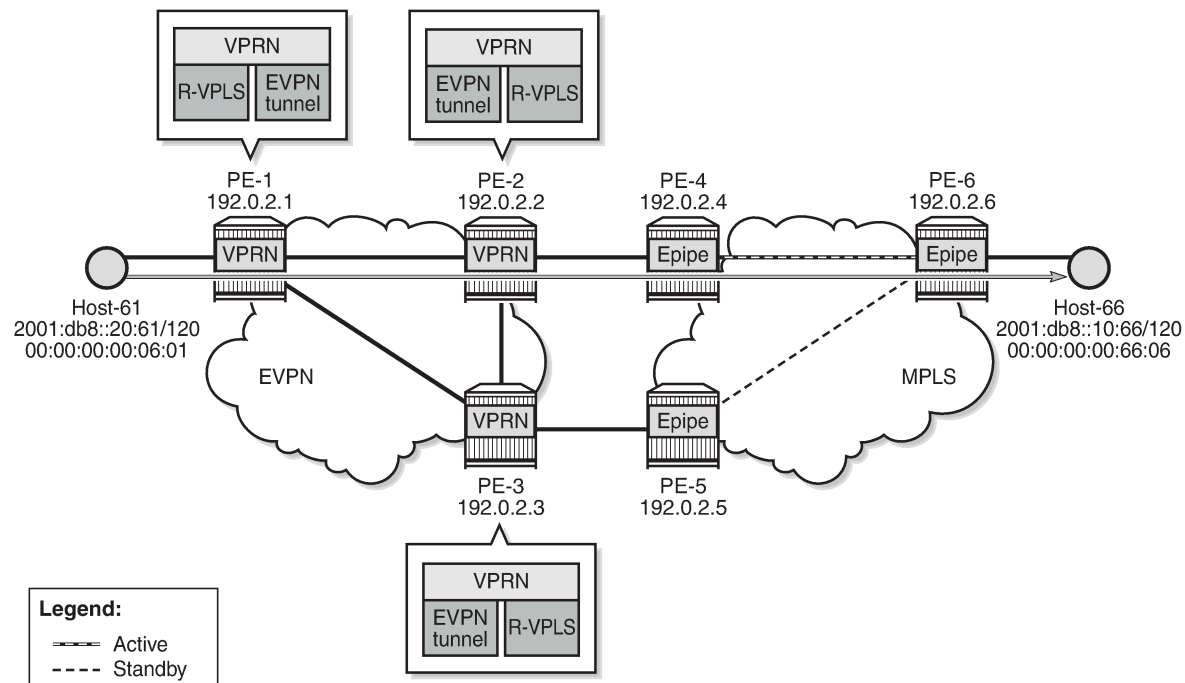 VPRN
R-VPLS
EVPN
tunnel
VPRN
EVPN
tunnel
R-VPLS
PE-1
192.0.2.1
PE-2
192.0.2.2
PE-4
192.0.2.4
PE-6
192.0.2.6
VPRN
VPRN
Epipe
Epipe
Host-61
2001:db8::20:61/120
00:00:00:00:06:01
Host-66
2001:db8::10:66/120
00:00:00:00:66:06
EVPN
MPLS
VPRN
Epipe
PE-3
192.0.2.3
PE-5
192.0.2.5
VPRN
EVPN
tunnel
R-VPLS
Legend:
Active
Standby